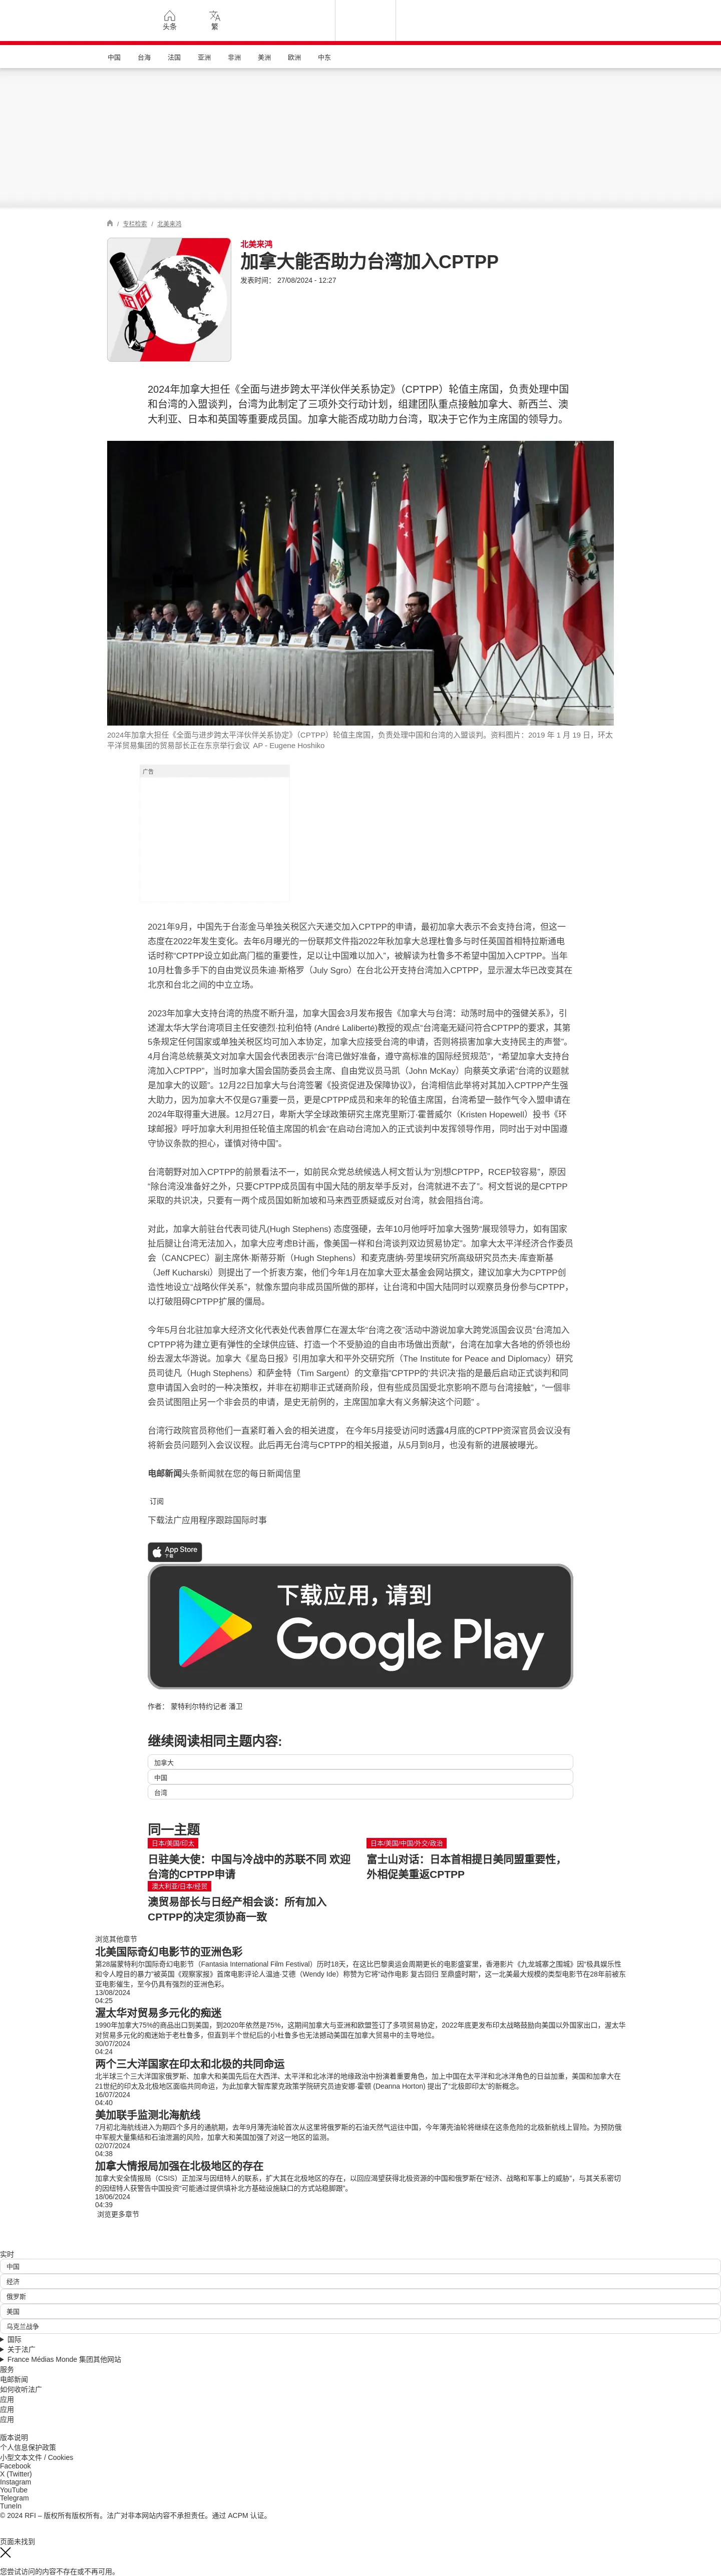 头条
繁
中国
台海
法国
亚洲
非洲
美洲
欧洲
中东
/ 专栏检索 / 北美来鸿
北美来鸿
加拿大能否助力台湾加入CPTPP
发表时间： 27/08/2024 - 12:27
2024年加拿大担任《全面与进步跨太平洋伙伴关系协定》（CPTPP）轮值主席国，负责处理中国
和台湾的入盟谈判，台湾为此制定了三项外交行动计划，组建团队重点接触加拿大、新西兰、澳
大利亚、日本和英国等重要成员国。加拿大能否成功助力台湾，取决于它作为主席国的领导力。
2024年加拿大担任《全面与进步跨太平洋伙伴关系协定》（CPTPP）轮值主席国，负责处理中国和台湾的入盟谈判。资料图片：2019 年 1 月 19 日，环太
平洋贸易集团的贸易部长正在东京举行会议 AP - Eugene Hoshiko
广告
2021年9月，中国先于台澎金马单独关税区六天递交加入CPTPP的申请，最初加拿大表示不会支持台湾，但这一
态度在2022年发生变化。去年6月曝光的一份联邦文件指2022年秋加拿大总理杜鲁多与时任英国首相特拉斯通电
话时称“CPTPP设立如此高门槛的重要性，足以让中国难以加入”，被解读为杜鲁多不希望中国加入CPTPP。当年
10月杜鲁多手下的自由党议员朱迪·斯格罗（July Sgro）在台北公开支持台湾加入CPTPP，显示渥太华已改变其在
北京和台北之间的中立立场。
2023年加拿大支持台湾的热度不断升温，加拿大国会3月发布报告《加拿大与台湾：动荡时局中的强健关系》，引
述渥太华大学台湾项目主任安德烈·拉利伯特 (André Laliberté)教授的观点“台湾毫无疑问符合CPTPP的要求，其第
5条规定任何国家或单独关税区均可加入本协定，加拿大应接受台湾的申请，否则将损害加拿大支持民主的声誉”。
4月台湾总统蔡英文对加拿大国会代表团表示“台湾已做好准备，遵守高标准的国际经贸规范”，“希望加拿大支持台
湾加入CPTPP”，当时加拿大国会国防委员会主席、自由党议员马凯（John McKay）向蔡英文承诺“台湾的议题就
是加拿大的议题”。12月22日加拿大与台湾签署《投资促进及保障协议》，台湾相信此举将对其加入CPTPP产生强
大助力，因为加拿大不仅是G7重要一员，更是CPTPP成员和来年的轮值主席国，台湾希望一鼓作气令入盟申请在
2024年取得重大进展。12月27日，卑斯大学全球政策研究主席克里斯汀·霍普威尔（Kristen Hopewell）投书《环
球邮报》呼吁加拿大利用担任轮值主席国的机会“在启动台湾加入的正式谈判中发挥领导作用，同时出于对中国遵
守协议条款的担心，谨慎对待中国”。
台湾朝野对加入CPTPP的前景看法不一，如前民众党总统候选人柯文哲认为“别想CPTPP，RCEP较容易”，原因
“除台湾没准备好之外，只要CPTPP成员国有中国大陆的朋友举手反对，台湾就进不去了”。柯文哲说的是CPTPP
采取的共识决，只要有一两个成员国如新加坡和马来西亚质疑或反对台湾，就会阻挡台湾。
对此，加拿大前驻台代表司徒凡(Hugh Stephens) 态度强硬，去年10月他呼吁加拿大强势“展现领导力，如有国家
扯后腿让台湾无法加入，加拿大应考虑B计画，像美国一样和台湾谈判双边贸易协定”。加拿大太平洋经济合作委员
会（CANCPEC）副主席休·斯蒂芬斯（Hugh Stephens）和麦克唐纳-劳里埃研究所高级研究员杰夫·库查斯基
（Jeff Kucharski）则提出了一个折衷方案，他们今年1月在加拿大亚太基金会网站撰文，建议加拿大为CPTPP创
造性地设立“战略伙伴关系”，就像东盟向非成员国所做的那样，让台湾和中国大陆同时以观察员身份参与CPTPP，
以打破阻碍CPTPP扩展的僵局。
今年5月台北驻加拿大经济文化代表处代表曾厚仁在渥太华“台湾之夜”活动中游说加拿大跨党派国会议员“台湾加入
CPTPP将为建立更有弹性的全球供应链、打造一个不受胁迫的自由市场做出贡献”，台湾在加拿大各地的侨领也纷
纷去渥太华游说。加拿大《星岛日报》引用加拿大和平外交研究所（The Institute for Peace and Diplomacy）研究
员司徒凡（Hugh Stephens）和萨金特（Tim Sargent）的文章指“CPTPP的‘共识决’指的是最后启动正式谈判和同
意申请国入会时的一种决策权，并非在初期非正式磋商阶段，但有些成员国受北京影响不愿与台湾接触”，“一個非
会员试图阻止另一个非会员的申请，是史无前例的，主席国加拿大有义务解決这个问题” 。
台湾行政院官员称他们一直紧盯着入会的相关进度， 在今年5月接受访问时透露4月底的CPTPP资深官员会议没有
将新会员问题列入会议议程。此后再无台湾与CPTPP的相关报道，从5月到8月，也没有新的进展被曝光。
电邮新闻头条新闻就在您的每日新闻信里
订阅
下载法广应用程序跟踪国际时事
App Store
下载
下载应用，请到
Google Play
作者： 蒙特利尔特约记者 潘卫
继续阅读相同主题内容:
加拿大
中国
台湾
同一主题
日本/美国/印太
日驻美大使：中国与冷战中的苏联不同 欢迎
台湾的CPTPP申请
日本/美国/中国/外交/政治
富士山对话：日本首相提日美同盟重要性，
外相促美重返CPTPP
澳大利亚/日本/经贸
澳贸易部长与日经产相会谈：所有加入
CPTPP的决定须协商一致
浏览其他章节
北美国际奇幻电影节的亚洲色彩
第28届蒙特利尔国际奇幻电影节（Fantasia International Film Festival）历时18天，在这比巴黎奥运会周期更长的电影盛宴里，香港影片《九龙城寨之围城》因“极具娱乐性
和令人瞠目的暴力”被英国《观察家报》首席电影评论人温迪·艾德（Wendy Ide）称赞为它将“动作电影 复古回归 至鼎盛时期”，这一北美最大规模的类型电影节在28年前被东
亚电影催生，至今仍具有强烈的亚洲色彩。
13/08/2024
04:25
渥太华对贸易多元化的痴迷
1990年加拿大75%的商品出口到美国，到2020年依然是75%，这期间加拿大与亚洲和欧盟签订了多项贸易协定，2022年底更发布印太战略鼓励向美国以外国家出口，渥太华
对贸易多元化的痴迷始于老杜鲁多，但直到半个世纪后的小杜鲁多也无法撼动美国在加拿大贸易中的主导地位。
30/07/2024
04:24
两个三大洋国家在印太和北极的共同命运
北半球三个三大洋国家俄罗斯、加拿大和美国先后在大西洋、太平洋和北冰洋的地缘政治中扮演着重要角色，加上中国在太平洋和北冰洋角色的日益加重，美国和加拿大在
21世纪的印太及北极地区面临共同命运，为此加拿大智库蒙克政策学院研究员迪安娜·霍顿 (Deanna Horton) 提出了“北极即印太”的新概念。
16/07/2024
04:40
美加联手监测北海航线
7月初北海航线进入为期四个多月的通航期，去年9月薄壳油轮首次从这里将俄罗斯的石油天然气运往中国，今年薄壳油轮将继续在这条危险的北极新航线上冒险。为预防俄
中军舰大量集结和石油泄漏的风险，加拿大和美国加强了对这一地区的监测。
02/07/2024
04:38
加拿大情报局加强在北极地区的存在
加拿大安全情报局（CSIS）正加深与因纽特人的联系，扩大其在北极地区的存在，以回应渴望获得北极资源的中国和俄罗斯在“经济、战略和军事上的威胁”，与其关系密切
的因纽特人获警告中国投资“可能通过提供填补北方基础设施缺口的方式站稳脚跟”。
18/06/2024
04:39
浏览更多章节
实时
中国
经济
俄罗斯
美国
乌克兰战争
国际
关于法广
France Médias Monde 集团其他网站
服务
电邮新闻
如何收听法广
应用
应用
应用
版本说明
个人信息保护政策
小型文本文件 / Cookies
Facebook
X (Twitter)
Instagram
YouTube
Telegram
TuneIn
© 2024 RFI – 版权所有版权所有。法广对非本网站内容不承担责任。通过 ACPM 认证。
页面未找到
您尝试访问的内容不存在或不再可用。